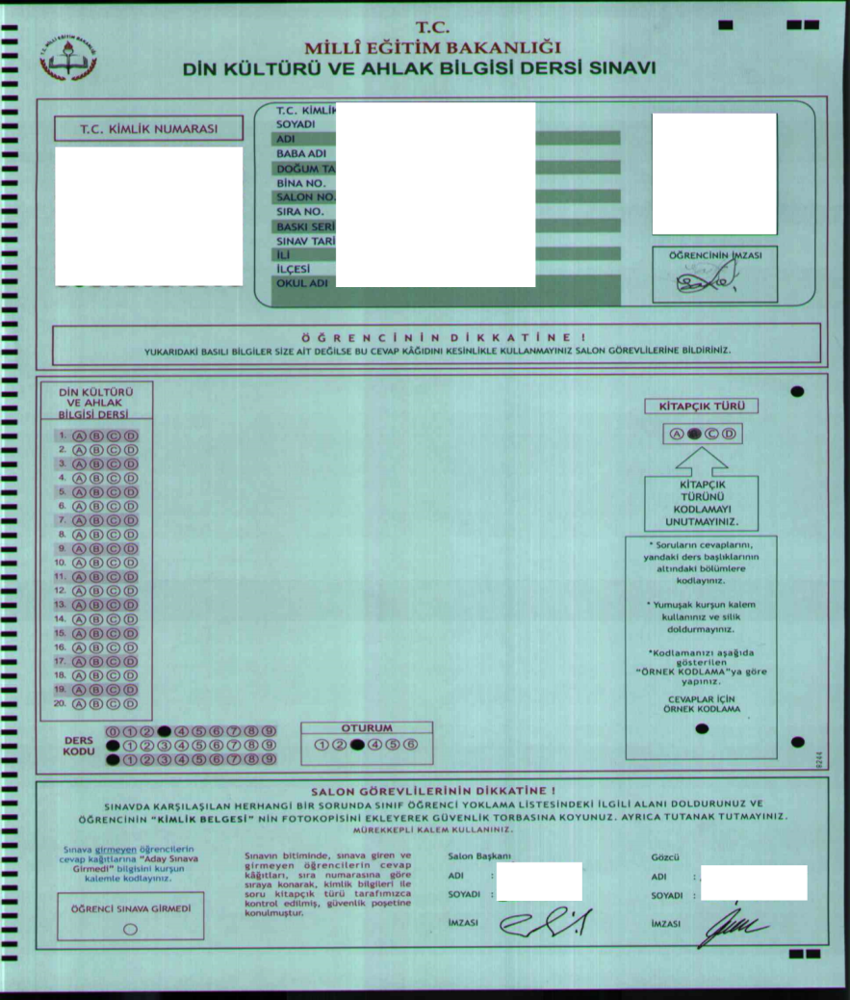 T.C.
MİLLÎ EĞİTİM BAKANLIĞI
DİN KÜLTÜRÜ VE AHLAK BİLGİSİ DERSİ SINAVI
T.C. KİMLİK NUMARASI
T.C. KİMLİK
SOYADI
ADI
BABA ADI
DOĞUM TA
BİNA NO.
SALON NO.
SIRA NO.
BASKI SERİ
SINAV TARİ
İLİ
İLÇESİ
OKUL ADI
ÖĞRENCİNİN İMZASI
ÖĞRENCİNİN DİKKATİNE !
YUKARIDAKİ BASILI BİLGİLER SİZE AİT DEĞİLSE BU CEVAP KÂĞIDINI KESİNLİKLE KULLANMAYINIZ SALON GÖREVLİLERİNE BİLDİRİNİZ.
DİN KÜLTÜRÜ
VE AHLAK
BİLGİSİ DERSİ
1. A B C D
2. A B C D
3. A B C D
4. A B C D
5. A B C D
6. A B C D
7. A B C D
8. A B C D
9. A B C D
10. A B C D
11. A B C D
12. A B C D
13. A B C D
14. A B C D
15. A B C D
16. A B C D
17. A B C D
18. A B C D
19. A B C D
20. A B C D
KİTAPÇIK TÜRÜ
A C D
KİTAPÇIK
TÜRÜNÜ
KODLAMAYI
UNUTMAYINIZ.
* Soruların cevaplarını,
yandaki ders başlıklarının
altındaki bölümlere
kodlayınız.
* Yumuşak kurşun kalem
kullanınız ve silik
doldurmayınız.
*Kodlamanızı aşağıda
gösterilen
"ÖRNEK KODLAMA"ya göre
yapınız.
CEVAPLAR İÇİN
ÖRNEK KODLAMA
DERS
KODU
0 1 2 4 5 6 7 8 9
1 2 3 4 5 6 7 8 9
1 2 3 4 5 6 7 8 9
OTURUM
1 2 4 5 6
9244
SALON GÖREVLİLERİNİN DİKKATİNE !
SINAVDA KARŞILAŞILAN HERHANGİ BİR SORUNDA SINIF ÖĞRENCİ YOKLAMA LİSTESİNDEKİ İLGİLİ ALANI DOLDURUNUZ VE
ÖĞRENCİNİN "KİMLİK BELGESİ" NİN FOTOKOPİSİNİ EKLEYEREK GÜVENLİK TORBASINA KOYUNUZ. AYRICA TUTANAK TUTMAYINIZ.
MÜREKKEPLİ KALEM KULLANINIZ.
Sınava girmeyen öğrencilerin
cevap kağıtlarına "Aday Sınava
Girmedi" bilgisini kurşun
kalemle kodlayınız.
ÖĞRENCİ SINAVA GİRMEDİ
Sınavın bitiminde, sınava giren ve
girmeyen öğrencilerin cevap
kâğıtları, sıra numarasına göre
sıraya konarak, kimlik bilgileri ile
soru kitapçık türü tarafımızca
kontrol edilmiş, güvenlik poşetine
konulmuştur.
Salon Başkanı
ADI :
SOYADI :
İMZASI
Gözcü
ADI :
SOYADI :
İMZASI